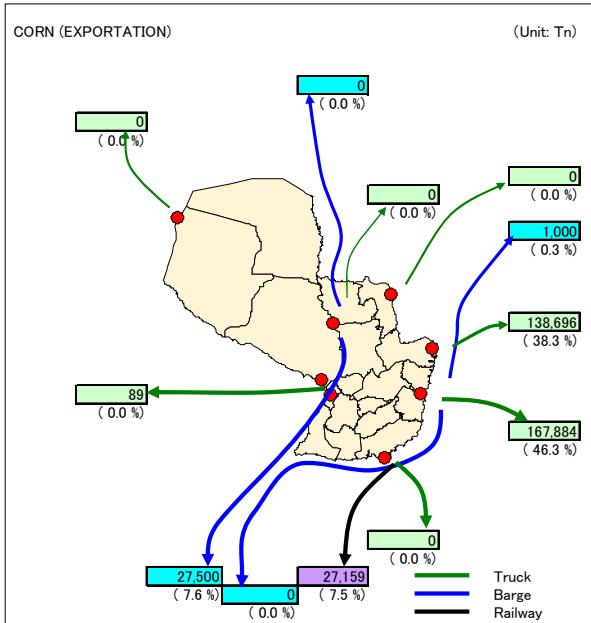 CORN (EXPORTATION)
(Unit: Tn)
0
( 0.0 %)
0
( 0.0 %)
0
( 0.0 %)
0
( 0.0 %)
1,000
( 0.3 %)
138,696
( 38.3 %)
89
( 0.0 %)
167,884
( 46.3 %)
0
( 0.0 %)
27,500
( 7.6 %)
0
( 0.0 %)
27,159
( 7.5 %)
Truck
Barge
Railway